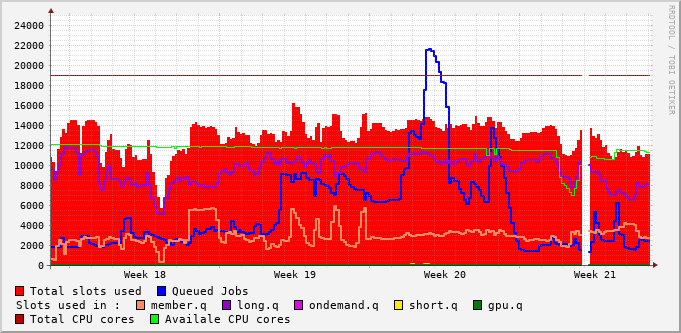 RRDTOOL / TOBI OETIKER
24000
22000
20000
18000
16000
14000
12000
10000
8000
6000
4000
2000
0
Week 18 Week 19 Week 20 Week 21
Total slots used Queued Jobs
Slots used in : member.q long.q ondemand.q short.q gpu.q
Total CPU cores Availale CPU cores